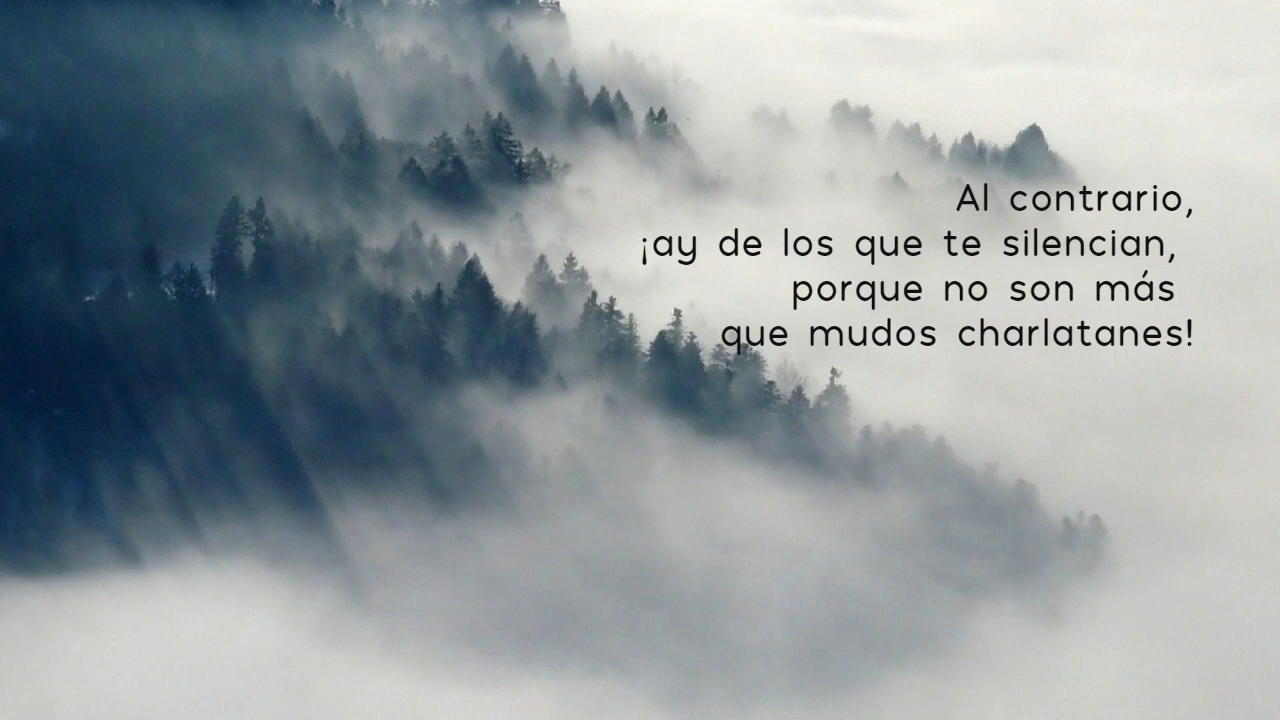 Al contrario,
¡ay de los que te silencian,
porque no son más
que mudos charlatanes!